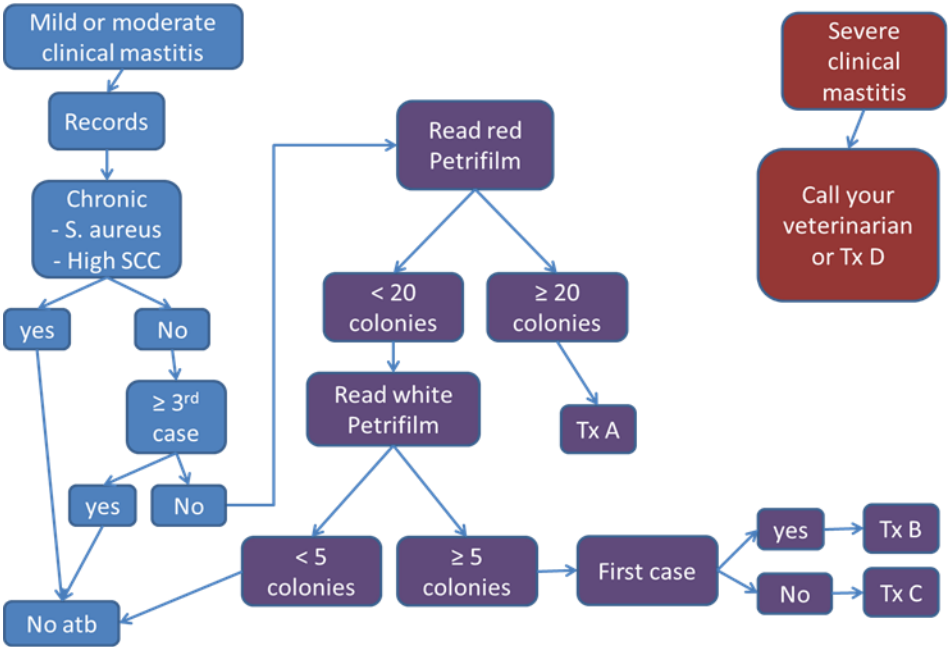 Mild or moderate
clinical mastitis
Records
Chronic
- S. aureus
- High SCC
yes
No
≥ 3rd
case
yes
No
No atb
Read red
Petrifilm
< 20
colonies
≥ 20
colonies
Read white
Petrifilm
Tx A
< 5
colonies
≥ 5
colonies
First case
yes
Tx B
No
Tx C
Severe
clinical
mastitis
Call your
veterinarian
or Tx D